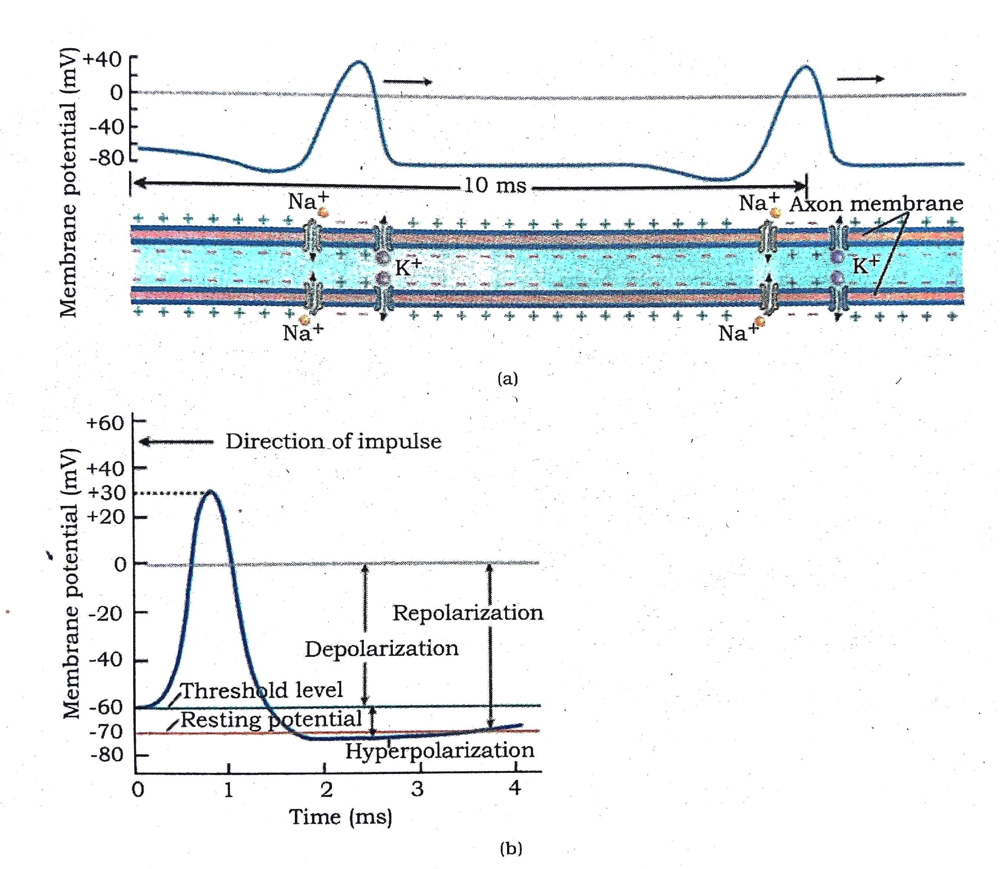 Membrane potential (mV)
+40
0
-40
-80
10 ms
Na+
Na+ Axon membrane
K+
K+
Na+
Na+
(a)
Membrane potential (mV)
+60
Direction of impulse
+40
+30
+20
0
-20
Repolarization
Depolarization
-40
Threshold level
-60
Resting potential
-70
Hyperpolarization
-80
0 1 2 3 4
Time (ms)
(b)